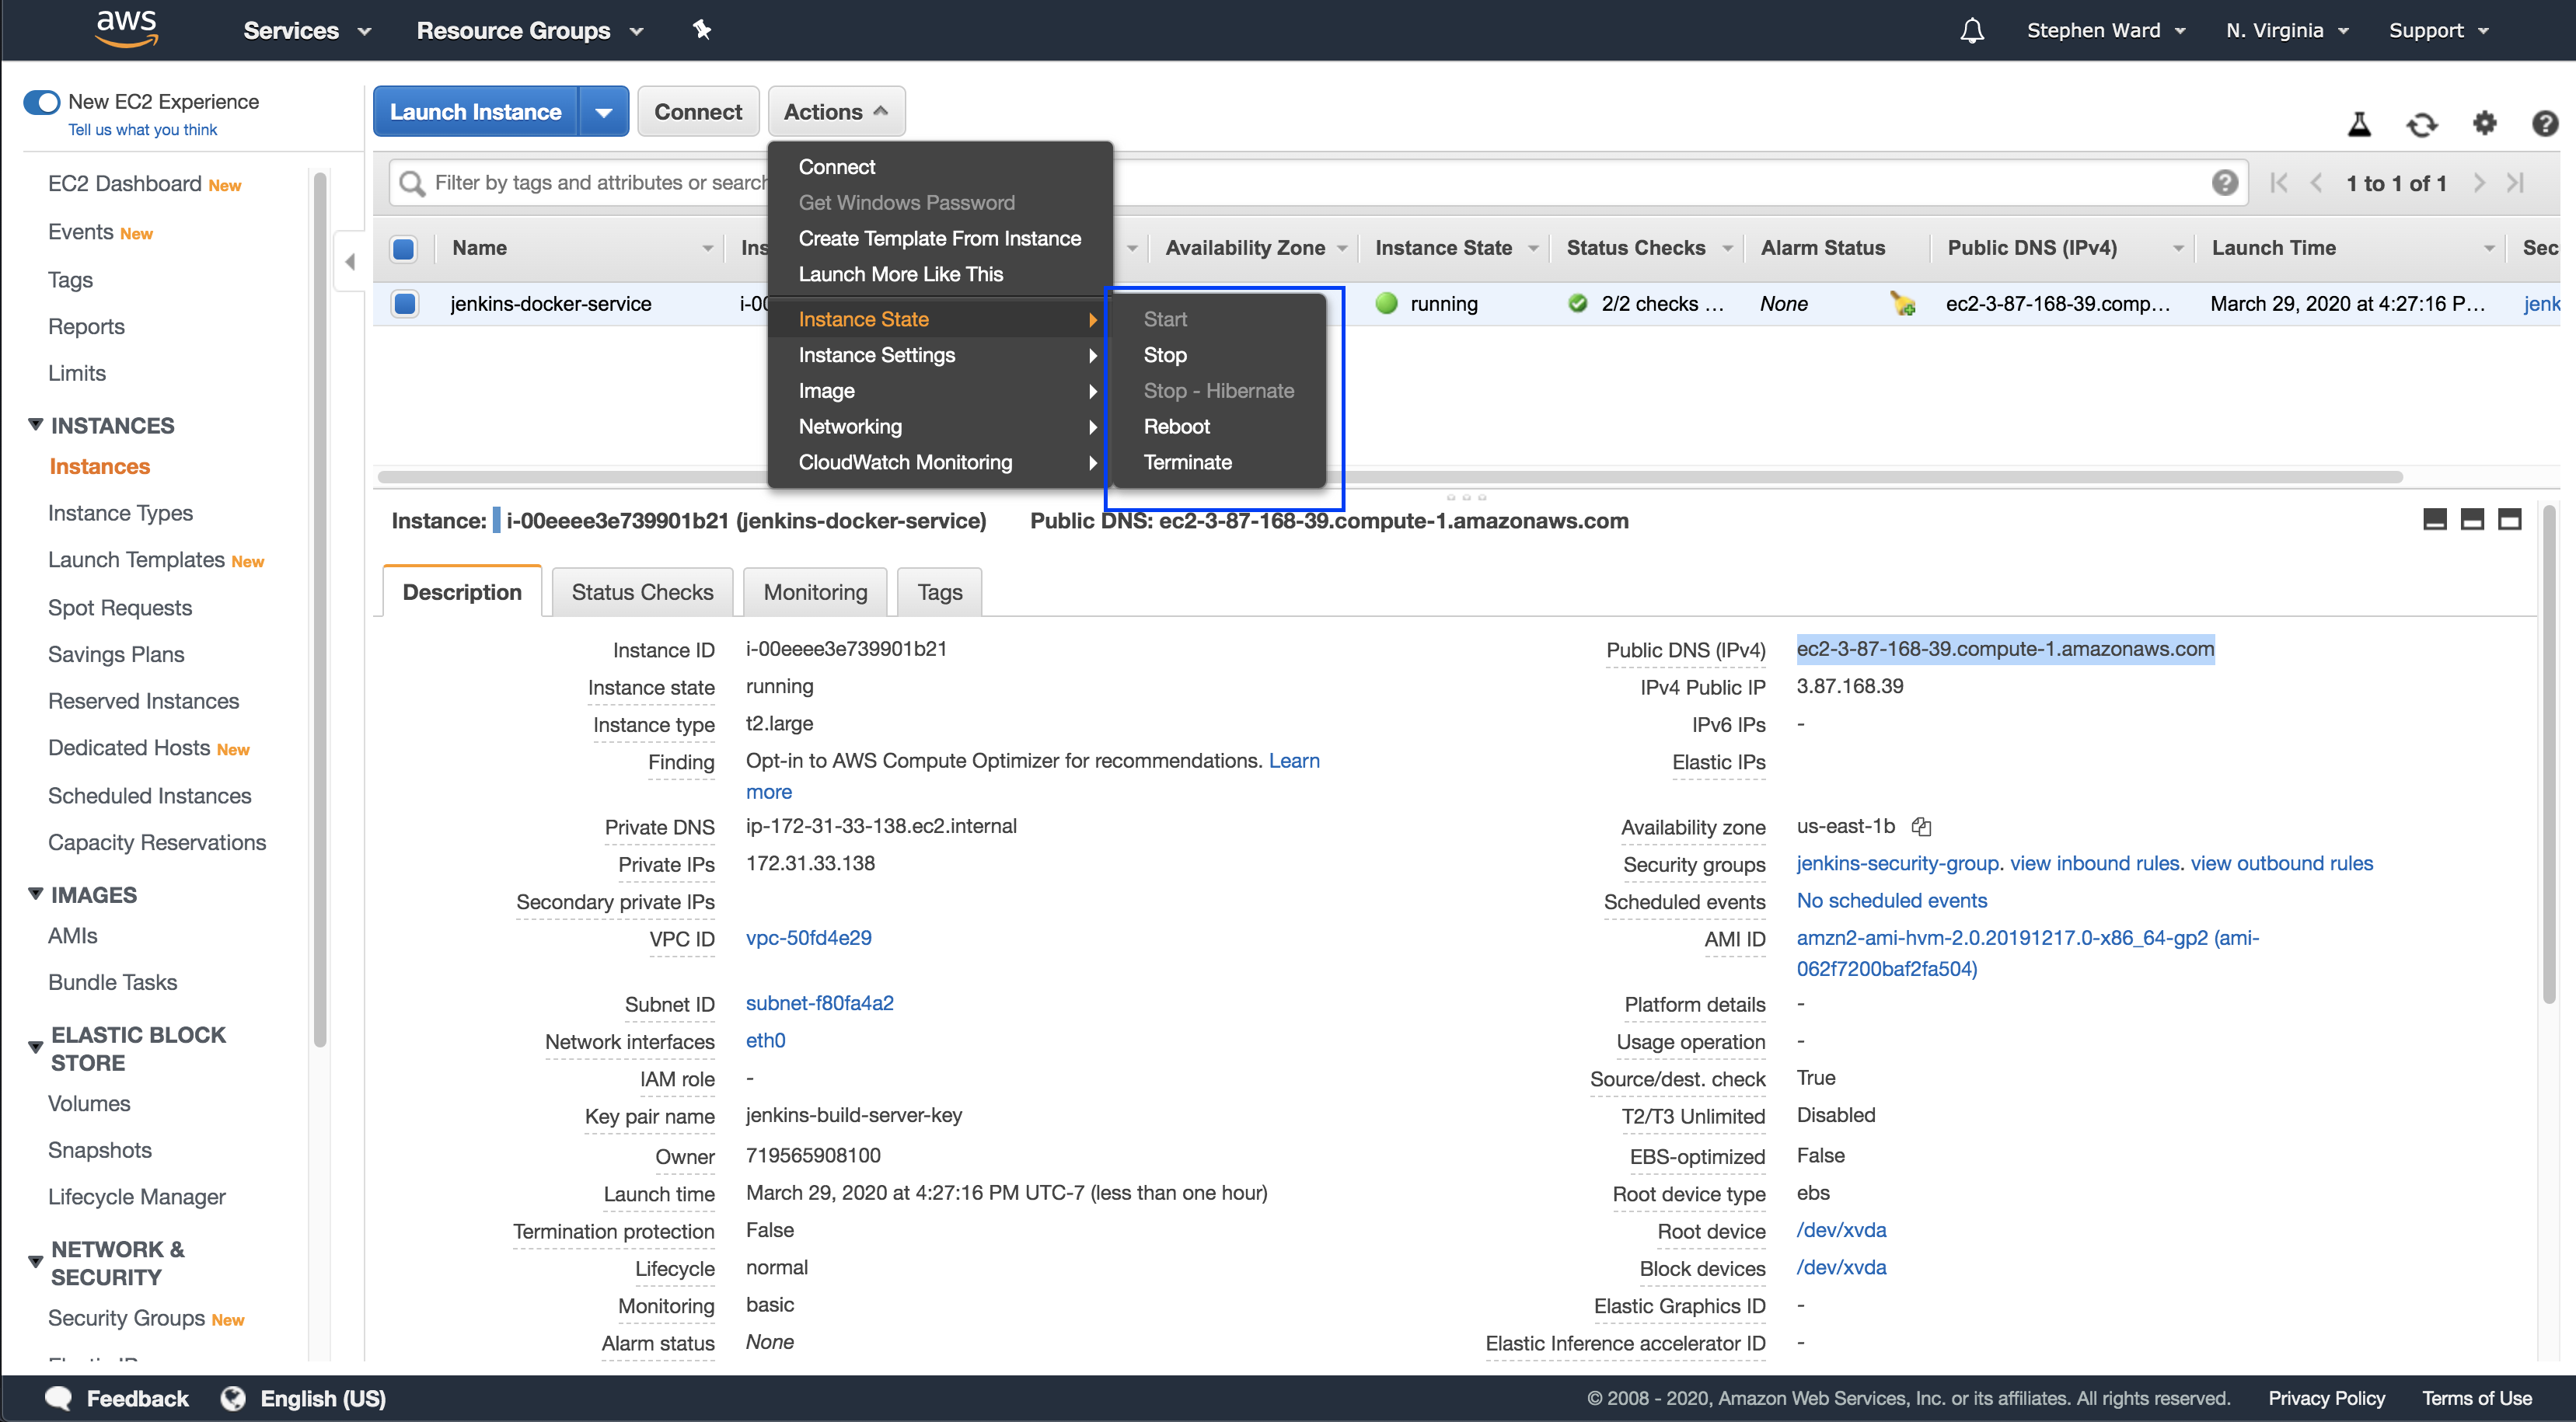 aws Services Resource Groups Stephen Ward N. Virginia Support
New EC2 Experience
Tell us what you think
EC2 Dashboard New
Events New
Tags
Reports
Limits
INSTANCES
Instances
Instance Types
Launch Templates New
Spot Requests
Savings Plans
Reserved Instances
Dedicated Hosts New
Scheduled Instances
Capacity Reservations
IMAGES
AMIs
Bundle Tasks
ELASTIC BLOCK
STORE
Volumes
Snapshots
Lifecycle Manager
NETWORK &
SECURITY
Security Groups New
Launch Instance Connect Actions
Filter by tags and attributes or search
1 to 1 of 1
Connect
Get Windows Password
Create Template From Instance
Launch More Like This
Instance State
Instance Settings
Image
Networking
CloudWatch Monitoring
Start
Stop
Stop - Hibernate
Reboot
Terminate
Name Ins Availability Zone Instance State Status Checks Alarm Status Public DNS (IPv4) Launch Time Sec
jenkins-docker-service i-00 running 2/2 checks ... None ec2-3-87-168-39.comp... March 29, 2020 at 4:27:16 P... jenk
Instance: i-00eeee3e739901b21 (jenkins-docker-service) Public DNS: ec2-3-87-168-39.compute-1.amazonaws.com
Description Status Checks Monitoring Tags
Instance ID i-00eeee3e739901b21
Instance state running
Instance type t2.large
Finding Opt-in to AWS Compute Optimizer for recommendations. Learn
more
Private DNS ip-172-31-33-138.ec2.internal
Private IPs 172.31.33.138
Secondary private IPs
VPC ID vpc-50fd4e29
Subnet ID subnet-f80fa4a2
Network interfaces eth0
IAM role -
Key pair name jenkins-build-server-key
Owner 719565908100
Launch time March 29, 2020 at 4:27:16 PM UTC-7 (less than one hour)
Termination protection False
Lifecycle normal
Monitoring basic
Alarm status None
Public DNS (IPv4) ec2-3-87-168-39.compute-1.amazonaws.com
IPv4 Public IP 3.87.168.39
IPv6 IPs -
Elastic IPs
Availability zone us-east-1b
Security groups jenkins-security-group. view inbound rules. view outbound rules
Scheduled events No scheduled events
AMI ID amzn2-ami-hvm-2.0.20191217.0-x86_64-gp2 (ami-
062f7200baf2fa504)
Platform details -
Usage operation -
Source/dest. check True
T2/T3 Unlimited Disabled
EBS-optimized False
Root device type ebs
Root device /dev/xvda
Block devices /dev/xvda
Elastic Graphics ID -
Elastic Inference accelerator ID -
Feedback English (US) © 2008 - 2020, Amazon Web Services, Inc. or its affiliates. All rights reserved. Privacy Policy Terms of Use